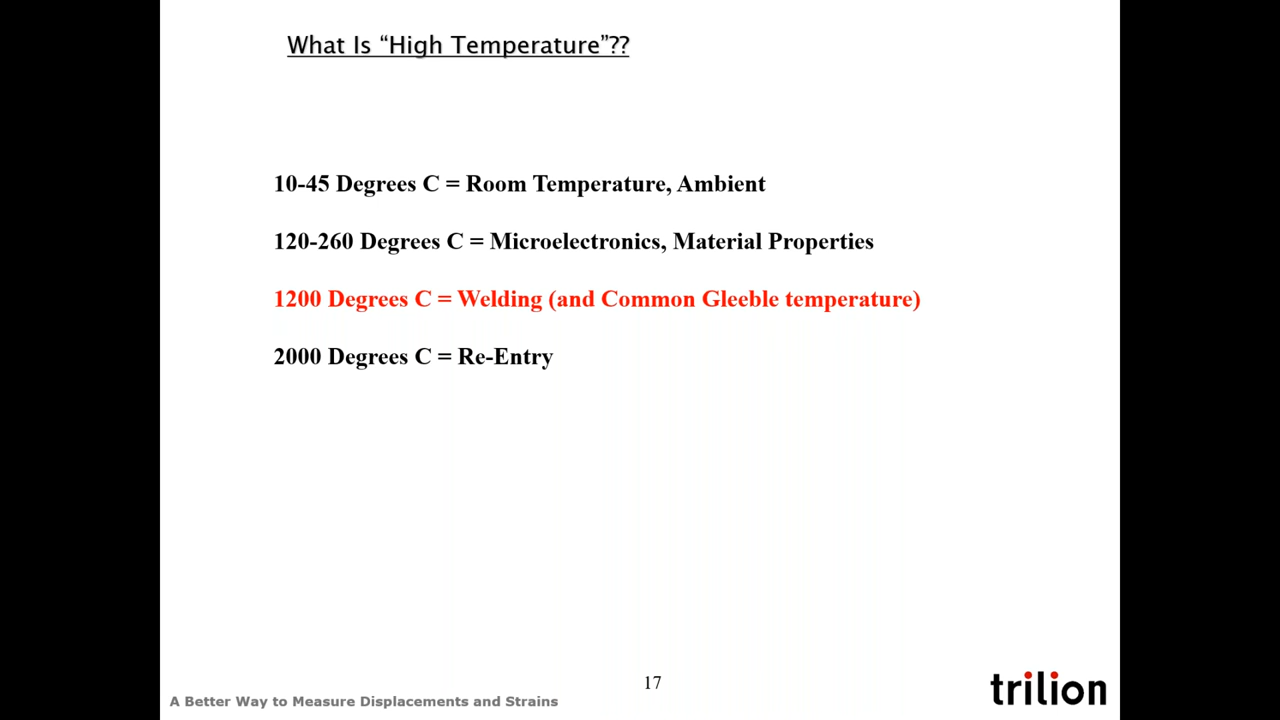 What Is “High Temperature”??
10-45 Degrees C = Room Temperature, Ambient
120-260 Degrees C = Microelectronics, Material Properties
1200 Degrees C = Welding (and Common Gleeble temperature)
2000 Degrees C = Re-Entry
17
A Better Way to Measure Displacements and Strains
trilion